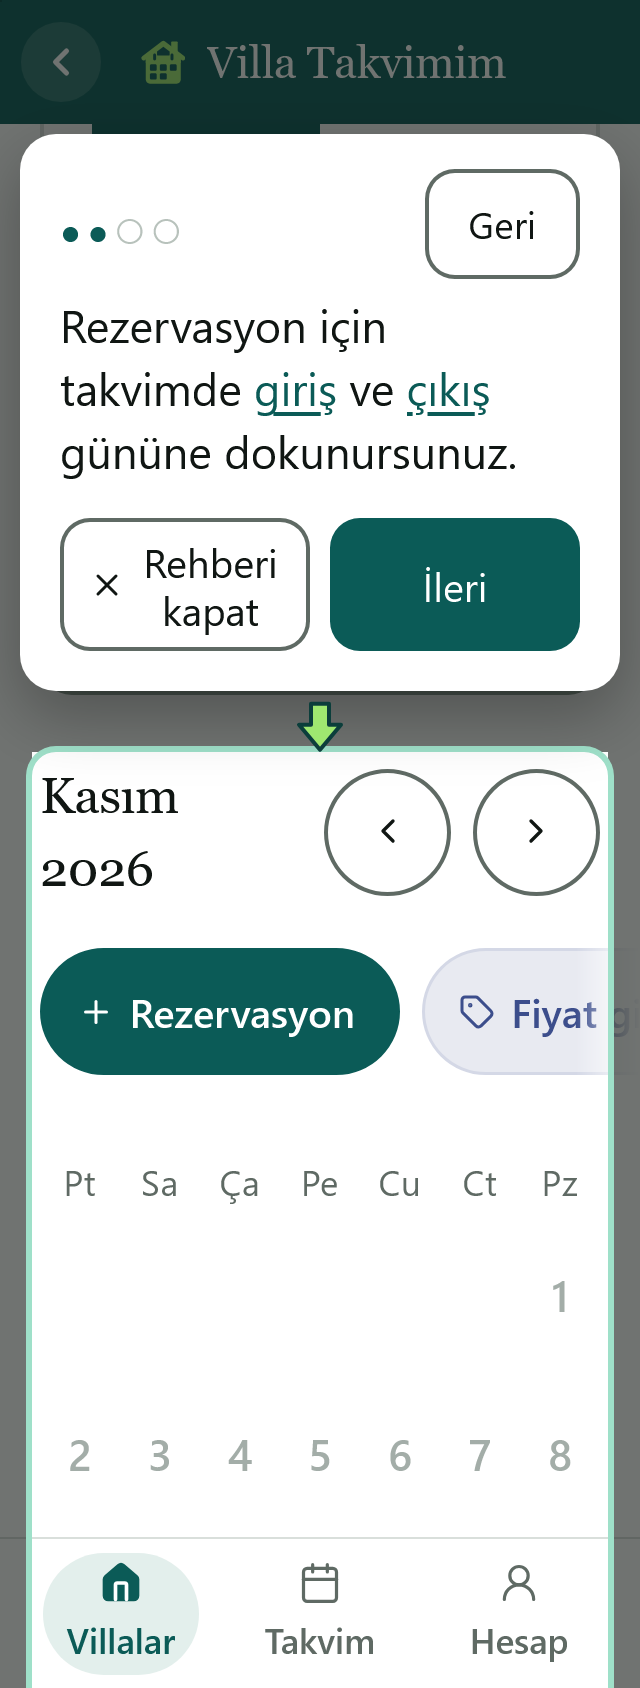 Villa Takvimim
Geri
Rezervasyon için
takvimde giriş ve çıkış
gününe dokunursunuz.
Rehberi
kapat
İleri
Kasım
2026
Rezervasyon
Fiyat g
Pt Sa Ça Pe Cu Ct Pz
1
2 3 4 5 6 7 8
Villalar Takvim Hesap